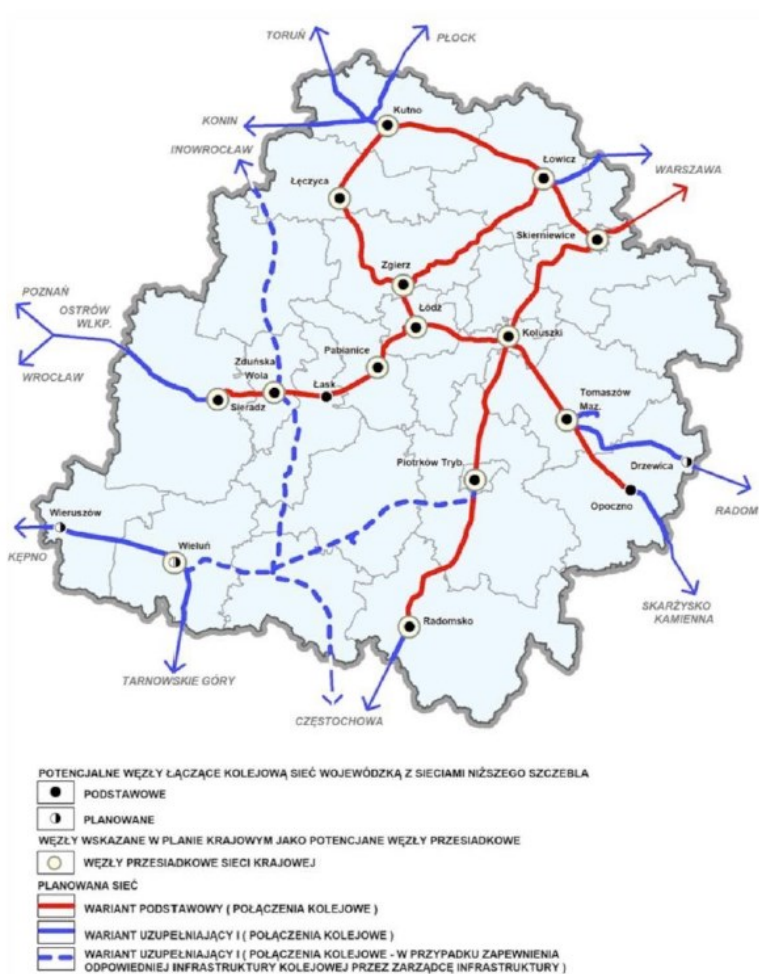 TORUŃ
PŁOCK
Kutno
KONIN
INOWROCŁAW
Łowicz
WARSZAWA
Łęczyca
Skierniewice
Zgierz
POZNAŃ
OSTRÓW
WLKP.
Łódź
Koluszki
Pabianice
WROCŁAW
Zduńska
Wola
Łask
Sieradz
Tomaszów
Maz.
Piotrków Tryb.
Drzewica
Opoczno
RADOM
Wieruszów
KĘPNO
Wieluń
SKARŻYSKO
KAMIENNA
Radomsko
TARNOWSKIE GÓRY
CZĘSTOCHOWA
POTENCJALNE WĘZŁY ŁĄCZĄCE KOLEJOWĄ SIEĆ WOJEWÓDZKĄ Z SIECIAMI NIŻSZEGO SZCZEBLA
PODSTAWOWE
PLANOWANE
WĘZŁY WSKAZANE W PLANIE KRAJOWYM JAKO POTENCJANE WĘZŁY PRZESIADKOWE
WĘZŁY PRZESIADKOWE SIECI KRAJOWEJ
PLANOWANA SIEĆ
WARIANT PODSTAWOWY ( POŁĄCZENIA KOLEJOWE )
WARIANT UZUPEŁNIAJĄCY I ( POŁĄCZENIA KOLEJOWE )
WARIANT UZUPEŁNIAJĄCY I ( POŁĄCZENIA KOLEJOWE - W PRZYPADKU ZAPEWNIENIA
ODPOWIEDNIEJ INFRASTRUKTURY KOLEJOWEJ PRZEZ ZARZĄDCĘ INFRASTRUKTURY )